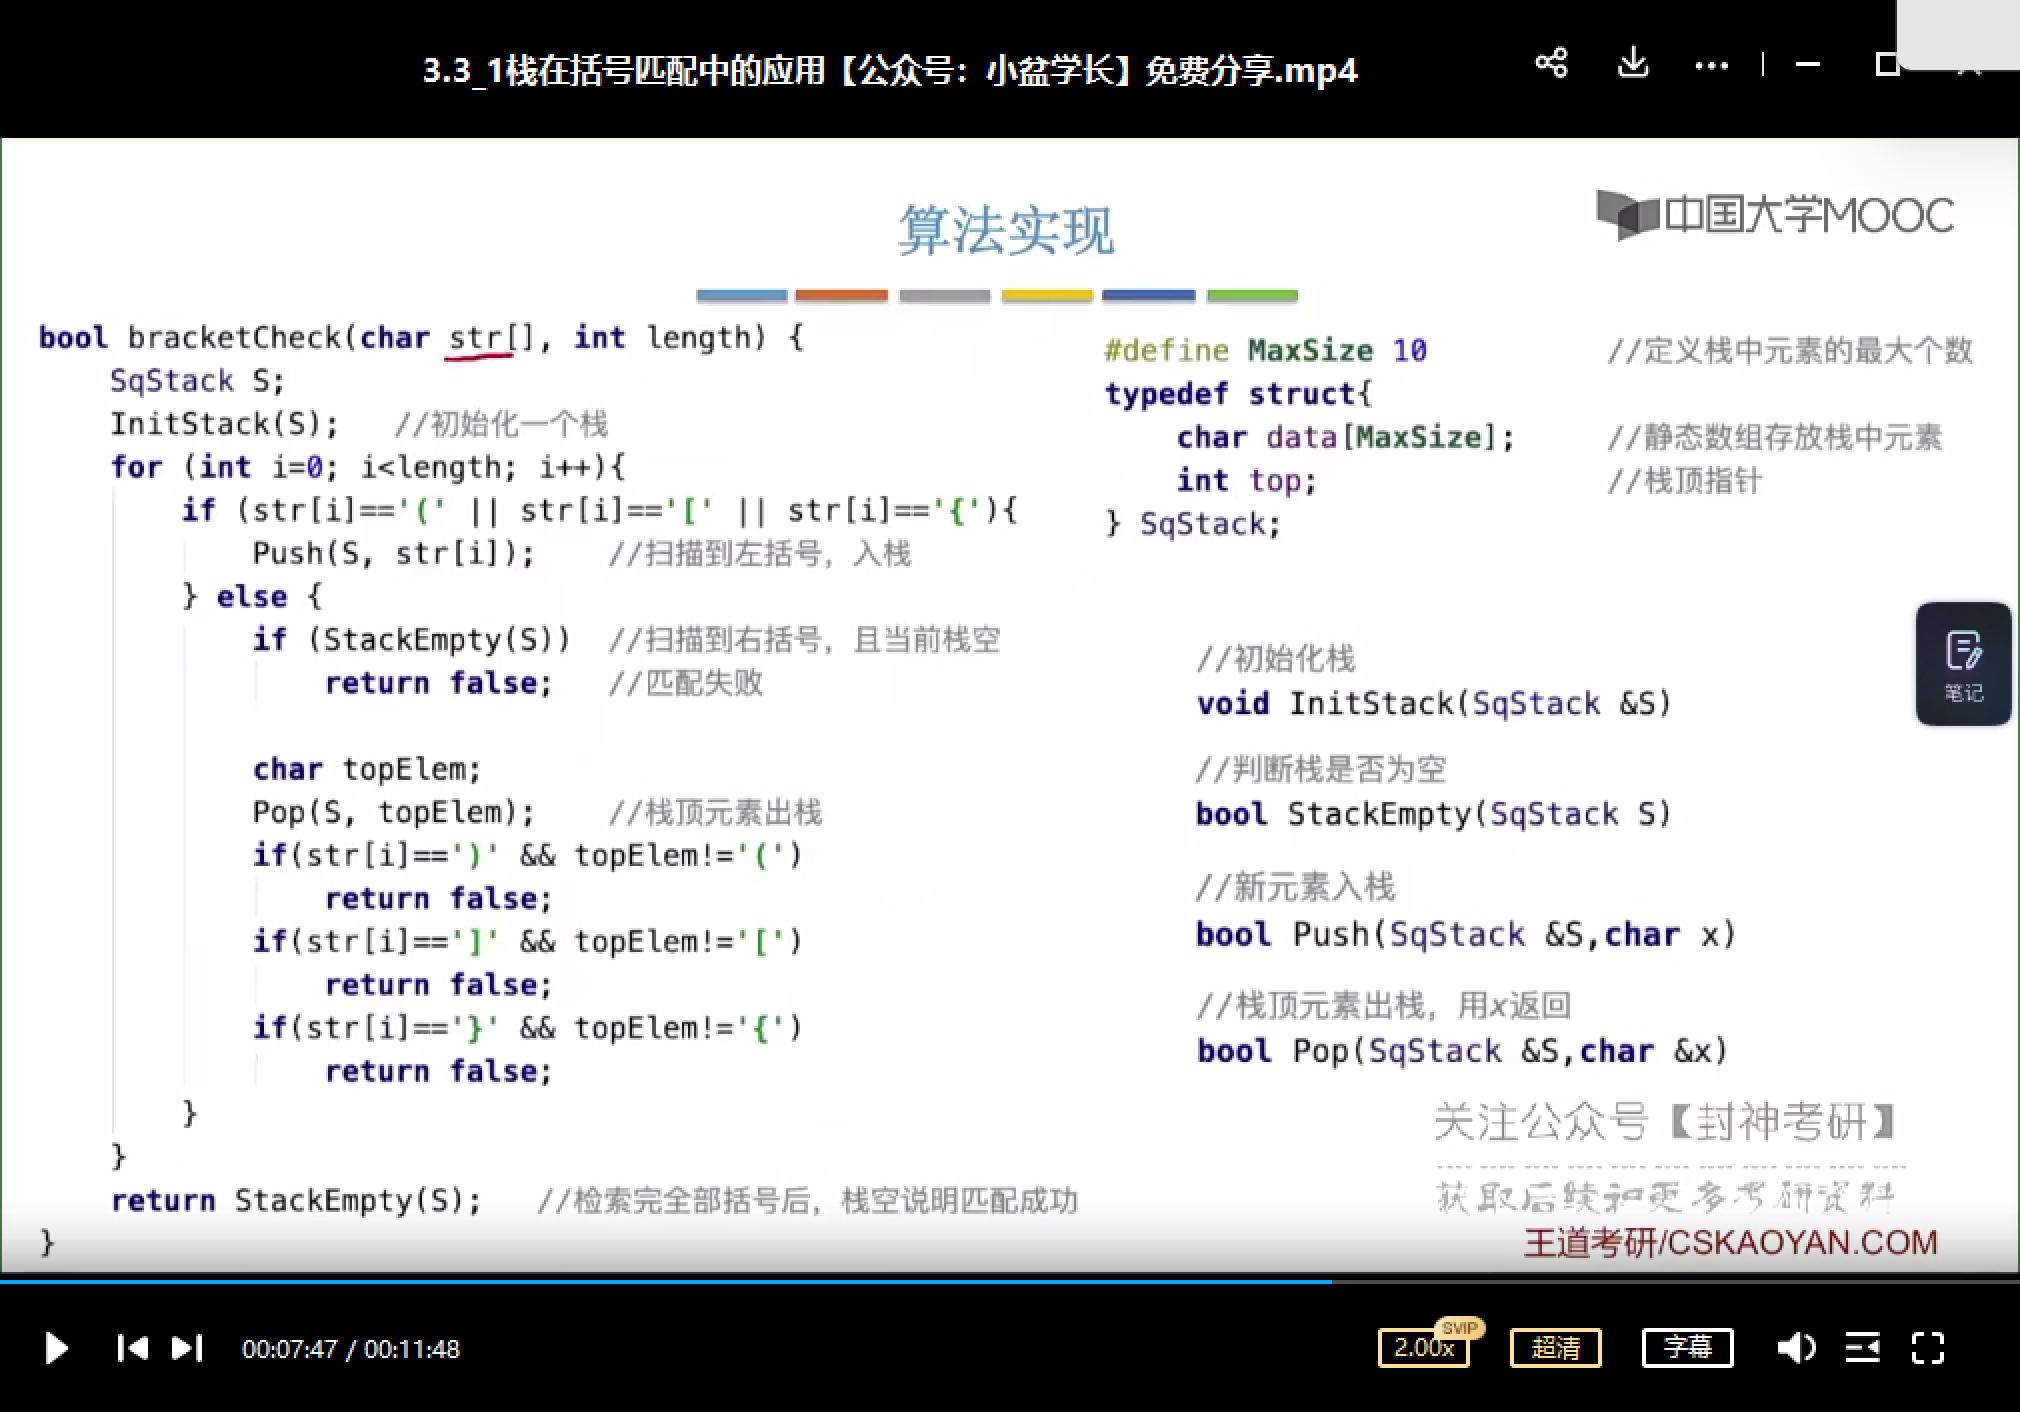 3.3_1栈在括号匹配中的应用【公众号：小盆学长】免费分享.mp4
中国大学MOOC
算法实现
bool bracketCheck(char str[], int length) {
    SqStack S;
    InitStack(S);   //初始化一个栈
    for (int i=0; i<length; i++){
        if (str[i]=='(' || str[i]=='[' || str[i]=='{'){
            Push(S, str[i]);    //扫描到左括号，入栈
        } else {
            if (StackEmpty(S))  //扫描到右括号，且当前栈空
                return false;   //匹配失败
            char topElem;
            Pop(S, topElem);    //栈顶元素出栈
            if(str[i]==')' && topElem!='(')
                return false;
            if(str[i]==']' && topElem!='[')
                return false;
            if(str[i]=='}' && topElem!='{')
                return false;
        }
    }
    return StackEmpty(S);   //检索完全部括号后，栈空说明匹配成功
}
#define MaxSize 10    //定义栈中元素的最大个数
typedef struct{
    char data[MaxSize];    //静态数组存放栈中元素
    int top;    //栈顶指针
} SqStack;
//初始化栈
void InitStack(SqStack &S)
//判断栈是否为空
bool StackEmpty(SqStack S)
//新元素入栈
bool Push(SqStack &S,char x)
//栈顶元素出栈，用x返回
bool Pop(SqStack &S,char &x)
笔记
关注公众号【封神考研】
获取后续和更多考研资料
王道考研/CSKAOYAN.COM
00:07:47 / 00:11:48
2.00x
SVIP
超清
字幕